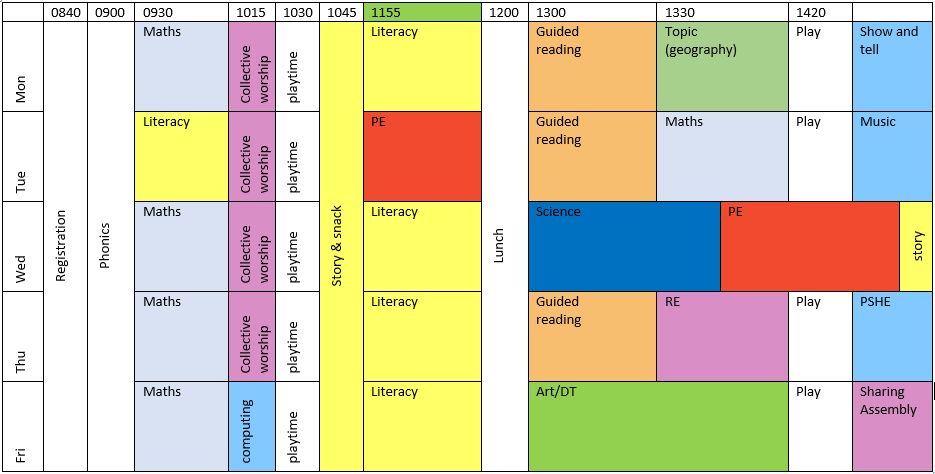 0840 0900 0930 1015 1030 1045 1155 1200 1300 1330 1420
Mon
Maths
Collective
worship
playtime
Literacy
Guided
reading
Topic
(geography)
Play
Show and
tell
Tue
Literacy
Collective
worship
playtime
PE
Guided
reading
Maths
Play
Music
Registration
Phonics
Story & snack
Lunch
Wed
Maths
Collective
worship
playtime
Literacy
Science
PE
story
Thu
Maths
Collective
worship
playtime
Literacy
Guided
reading
RE
Play
PSHE
Fri
Maths
computing
playtime
Literacy
Art/DT
Play
Sharing
Assembly